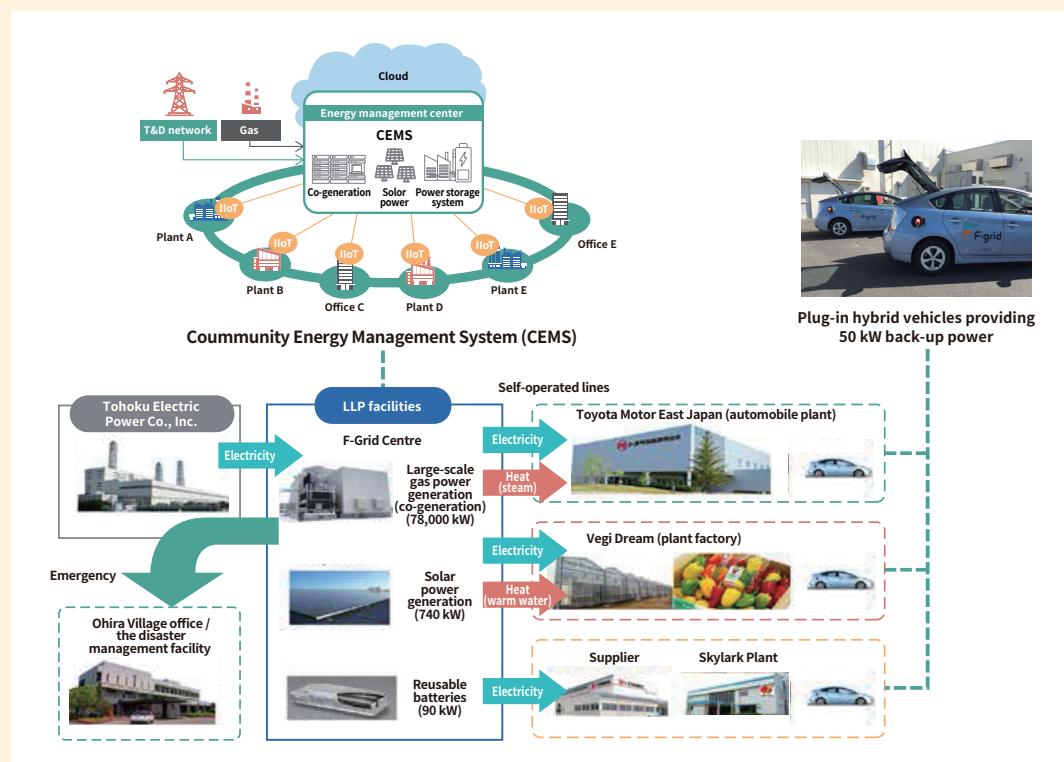 Cloud
Energy management center
CEMS
T&D network
Gas
Co-generation
Solor
power
Power storage
system
IIoT
IIoT
IIoT
IIoT
IIoT
IIoT
Plant A
Plant B
Office C
Plant D
Plant E
Office E
F-grid
F-grid
Plug-in hybrid vehicles providing
50 kW back-up power
Coummunity Energy Management System (CEMS)
Self-operated lines
Tohoku Electric
Power Co., Inc.
Electricity
LLP facilities
F-Grid Centre
Large-scale
gas power
generation
(co-generation)
(78,000 kW)
Solar
power
generation
(740 kW)
Reusable
batteries
(90 kW)
Electricity
Heat
(steam)
Toyota Motor East Japan (automobile plant)
Electricity
Heat
(warm water)
Vegi Dream (plant factory)
Electricity
Supplier
Skylark Plant
Emergency
Ohira Village office /
the disaster
management facility